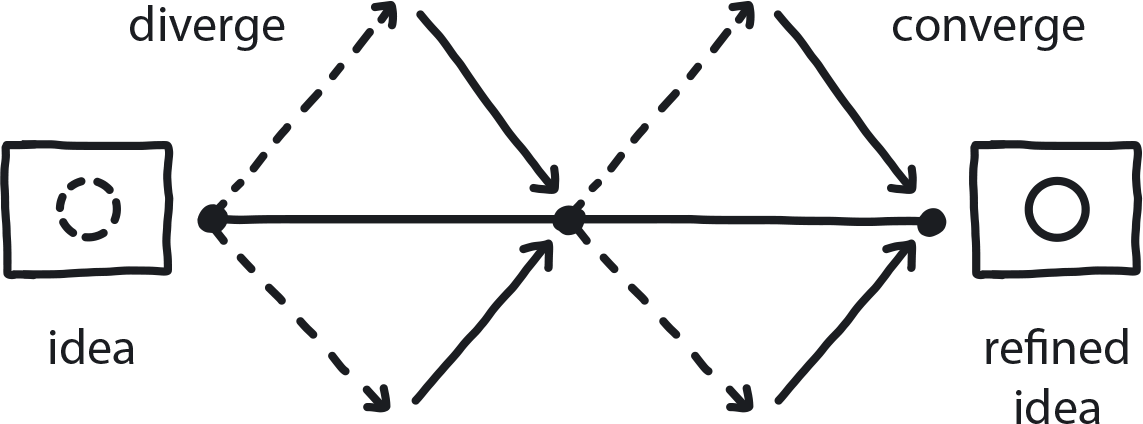 diverge
converge
idea
refined
idea